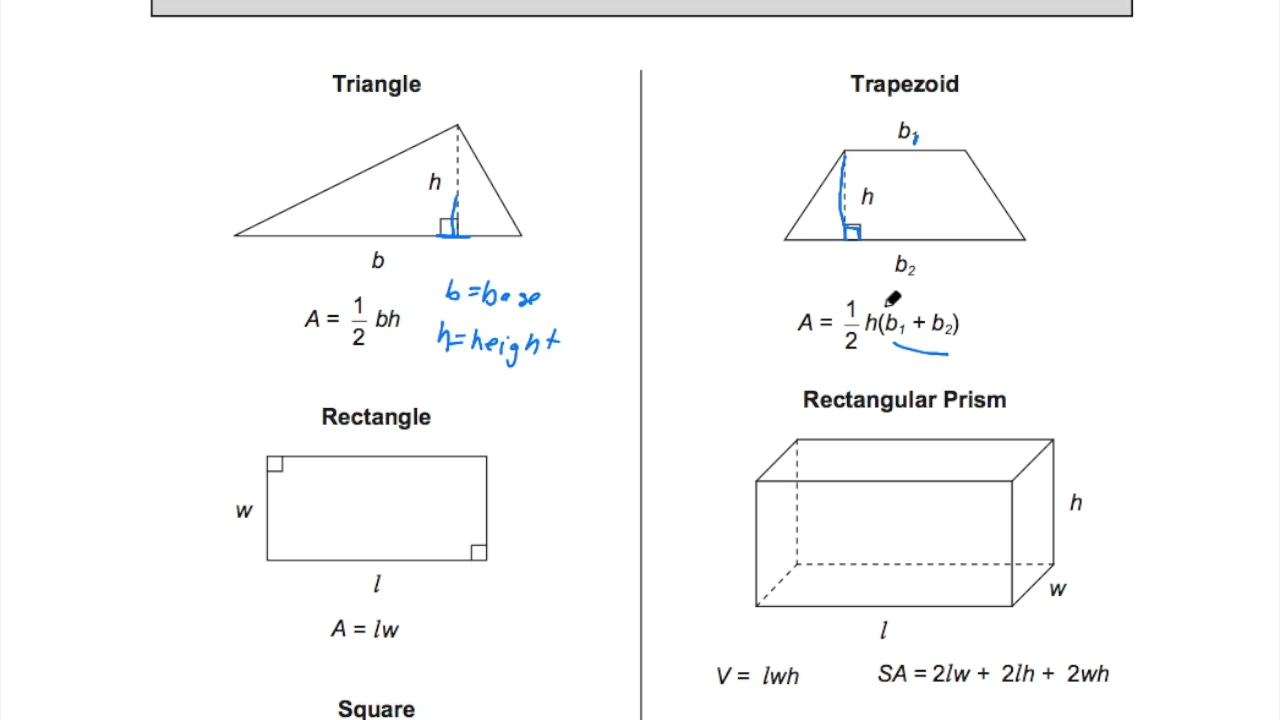 Triangle
h
b
A = 1/2 bh
b=base
h=height
Rectangle
w
l
A = lw
Square
Trapezoid
b₁
h
b₂
A = 1/2 h(b₁ + b₂)
Rectangular Prism
h
w
l
V = lwh SA = 2lw + 2lh + 2wh